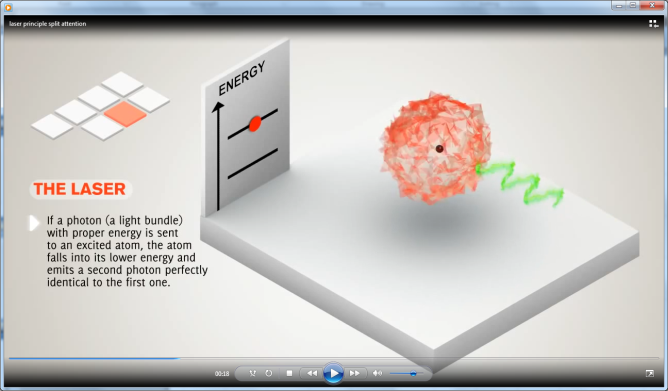 laser principle split attention
ENERGY
THE LASER
If a photon (a light bundle)
with proper energy is sent
to an excited atom, the atom
falls into its lower energy and
emits a second photon perfectly
identical to the first one.
00:18